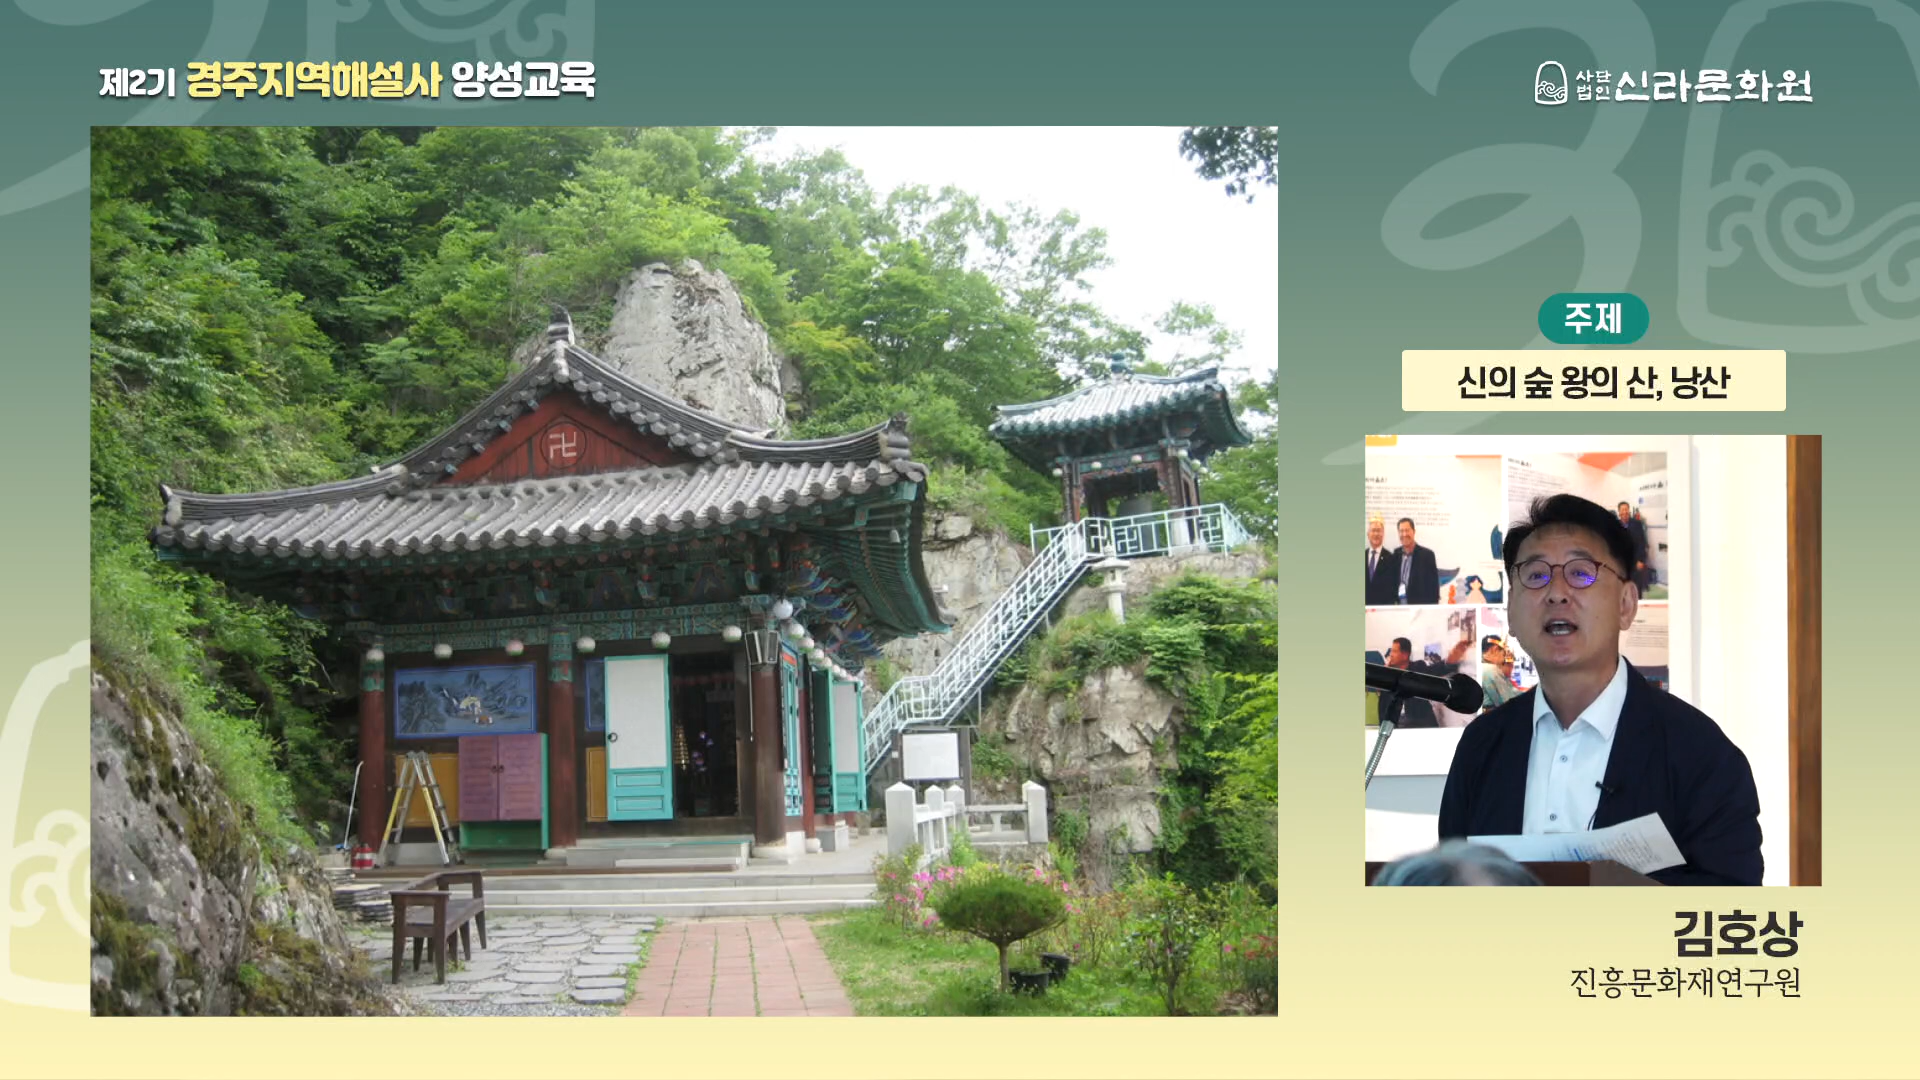 제2기 경주지역해설사 양성교육
사단법인 신라문화원
卍
주제
신의 숲 왕의 산, 낭산
김호상
진흥문화재연구원